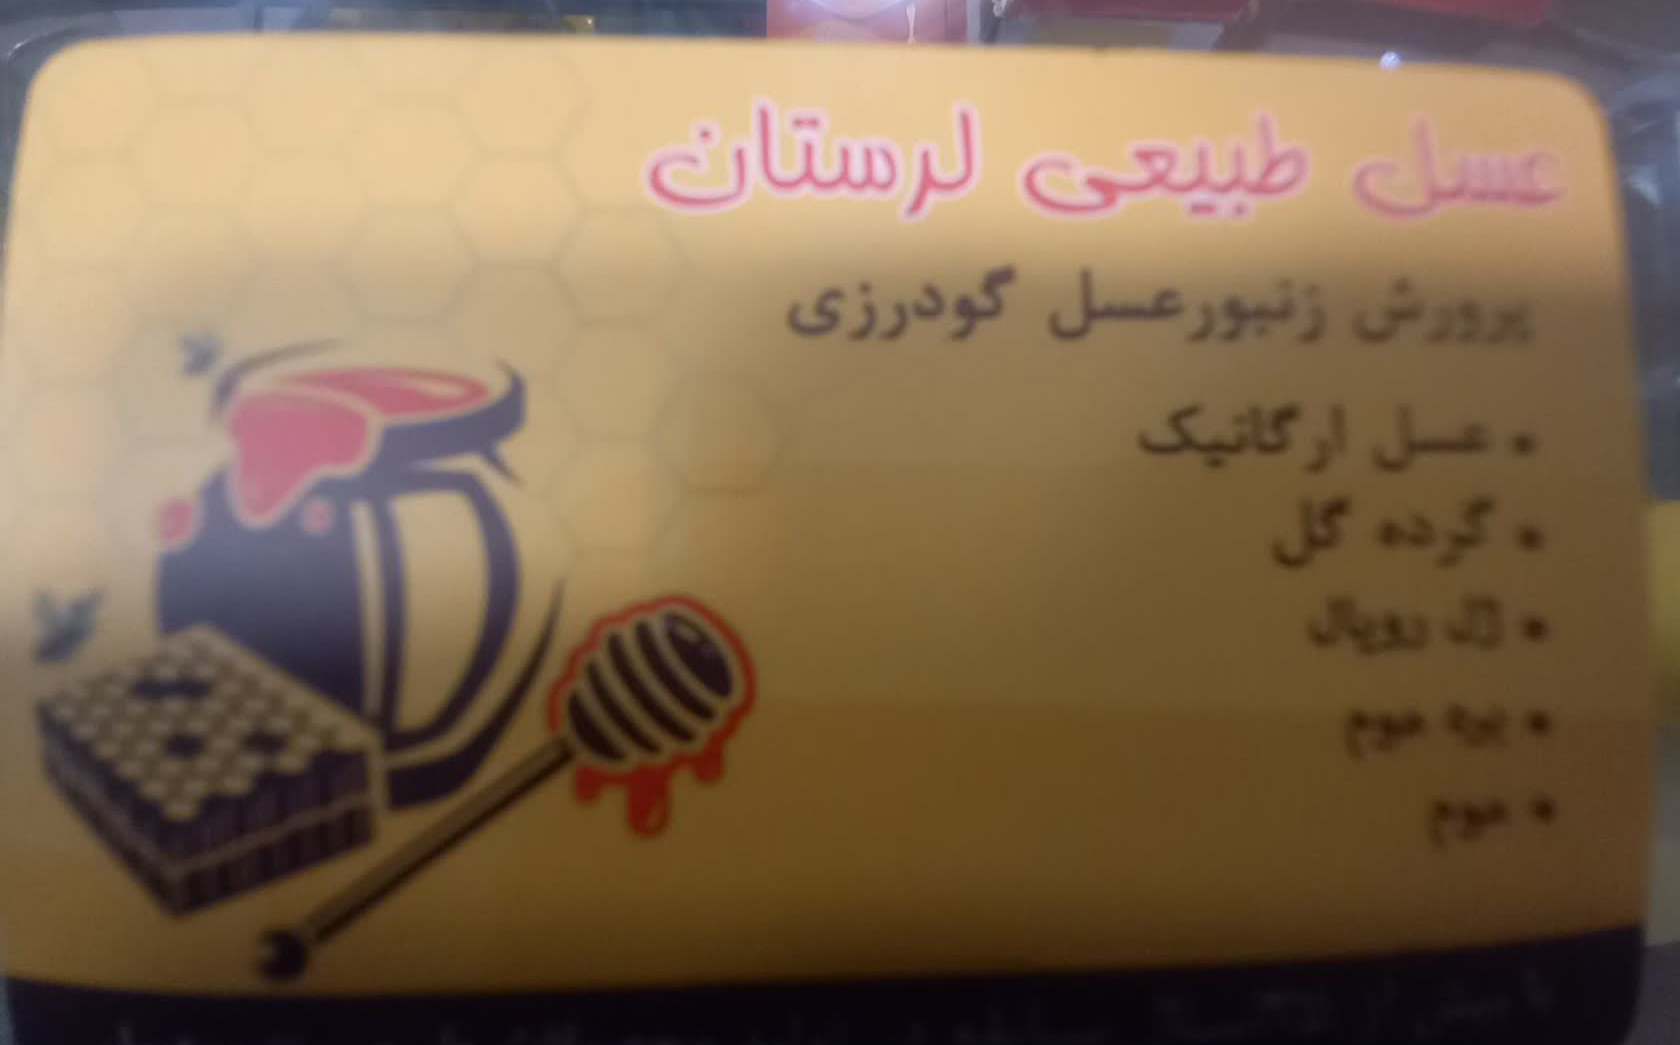 عسل طبیعی لرستان
پرورش زنبورعسل گودرزی
• عسل ارگانیک
• گرده گل
• ژل رویال
• بره موم
• موم